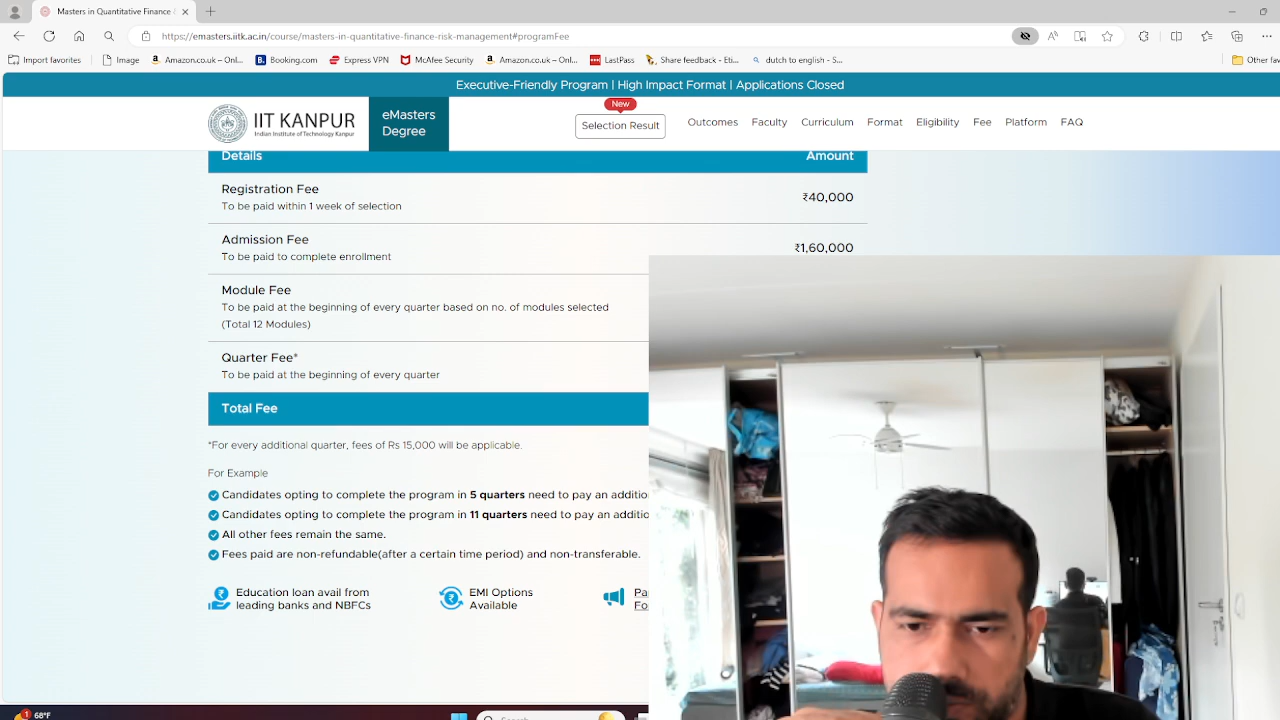 Masters in Quantitative Finance
https://emasters.iitk.ac.in/course/masters-in-quantitative-finance-risk-management#programFee
Import favorites
Image
Amazon.co.uk – Onl...
Booking.com
Express VPN
McAfee Security
Amazon.co.uk – Onl...
LastPass
Share feedback - Eti...
dutch to english - S...
Other fav
Executive-Friendly Program | High Impact Format | Applications Closed
IIT KANPUR
Indian Institute of Technology Kanpur
eMasters
Degree
New
Selection Result
Outcomes
Faculty
Curriculum
Format
Eligibility
Fee
Platform
FAQ
Details Amount
Registration Fee
To be paid within 1 week of selection
₹40,000
Admission Fee
To be paid to complete enrollment
₹1,60,000
Module Fee
To be paid at the beginning of every quarter based on no. of modules selected
(Total 12 Modules)
Quarter Fee*
To be paid at the beginning of every quarter
Total Fee
*For every additional quarter, fees of Rs 15,000 will be applicable.
For Example
Candidates opting to complete the program in 5 quarters need to pay an additio
Candidates opting to complete the program in 11 quarters need to pay an additio
All other fees remain the same.
Fees paid are non-refundable(after a certain time period) and non-transferable.
Education loan avail from
leading banks and NBFCs
EMI Options
Available
Pa
Fo
1
68°F
Search